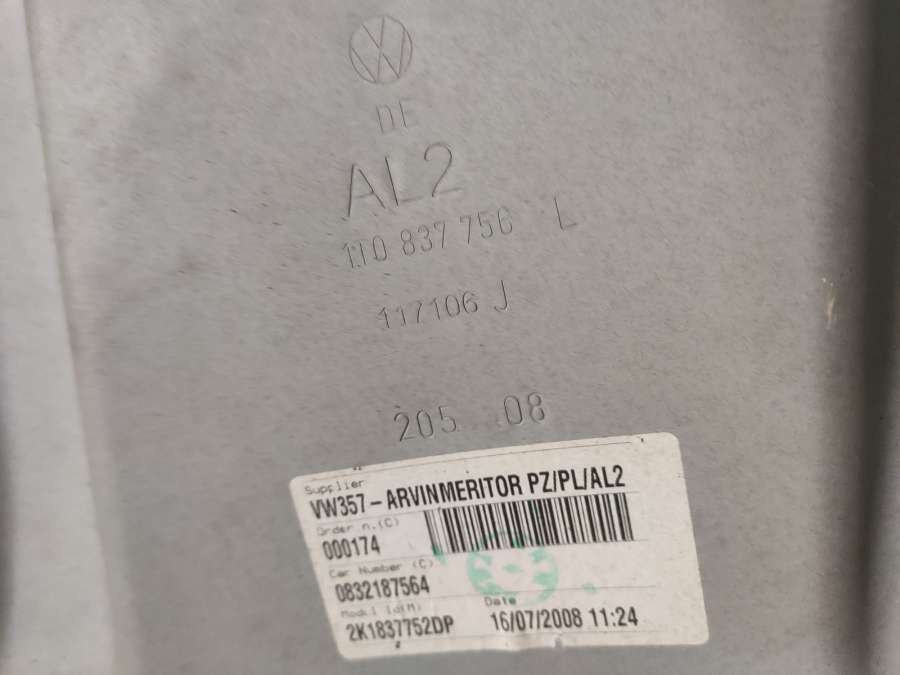 DE
AL2
1T0 837 756 L
117106 J
205 08
Supplier
VW357 - ARVINMERITOR PZ/PL/AL2
Order n.(C)
000174
Car Number (C)
0832187564
Model Id(M) Date
2K1837752DP 16/07/2008 11:24